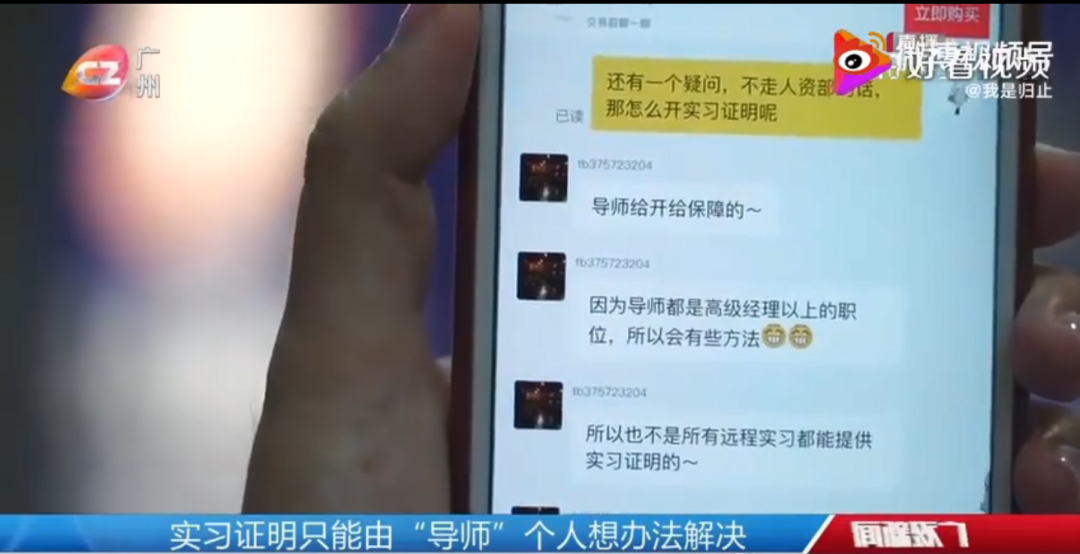 交易前聊一聊
立即购买
广州
直播
好看视频
@我是归止
还有一个疑问，不走人资部的话，
那怎么开实习证明呢
已读
tb375723204
导师给开给保障的～
tb375723204
因为导师都是高级经理以上的职
位，所以会有些方法
tb375723204
所以也不是所有远程实习都能提供
实习证明的～
实习证明只能由“导师”个人想办法解决